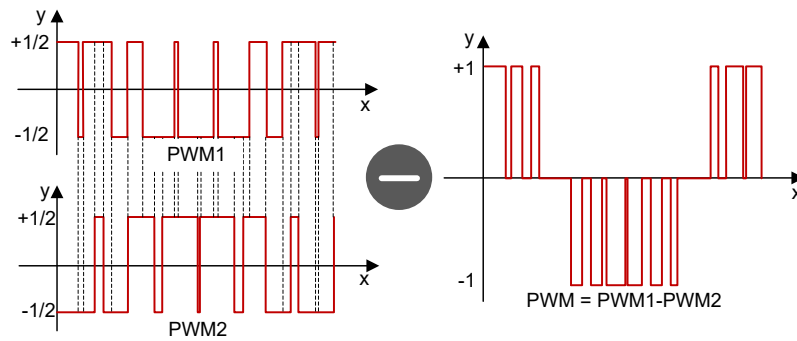 y
+1/2
x
-1/2
PWM1
y
+1/2
x
-1/2
PWM2
y
+1
x
-1
PWM = PWM1-PWM2